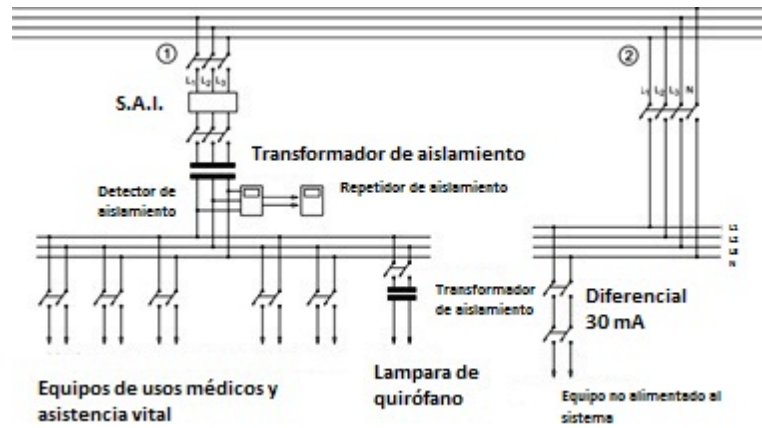 1
2
L1 L2 L3
L1 L2 L3 N
S.A.I.
Transformador de aislamiento
Detector de
aislamiento
Repetidor de aislamiento
L1
N
Transformador
de aislamiento
Diferencial
30 mA
Equipos de usos médicos y
asistencia vital
Lampara de
quirófano
Equipo no alimentado al
sistema